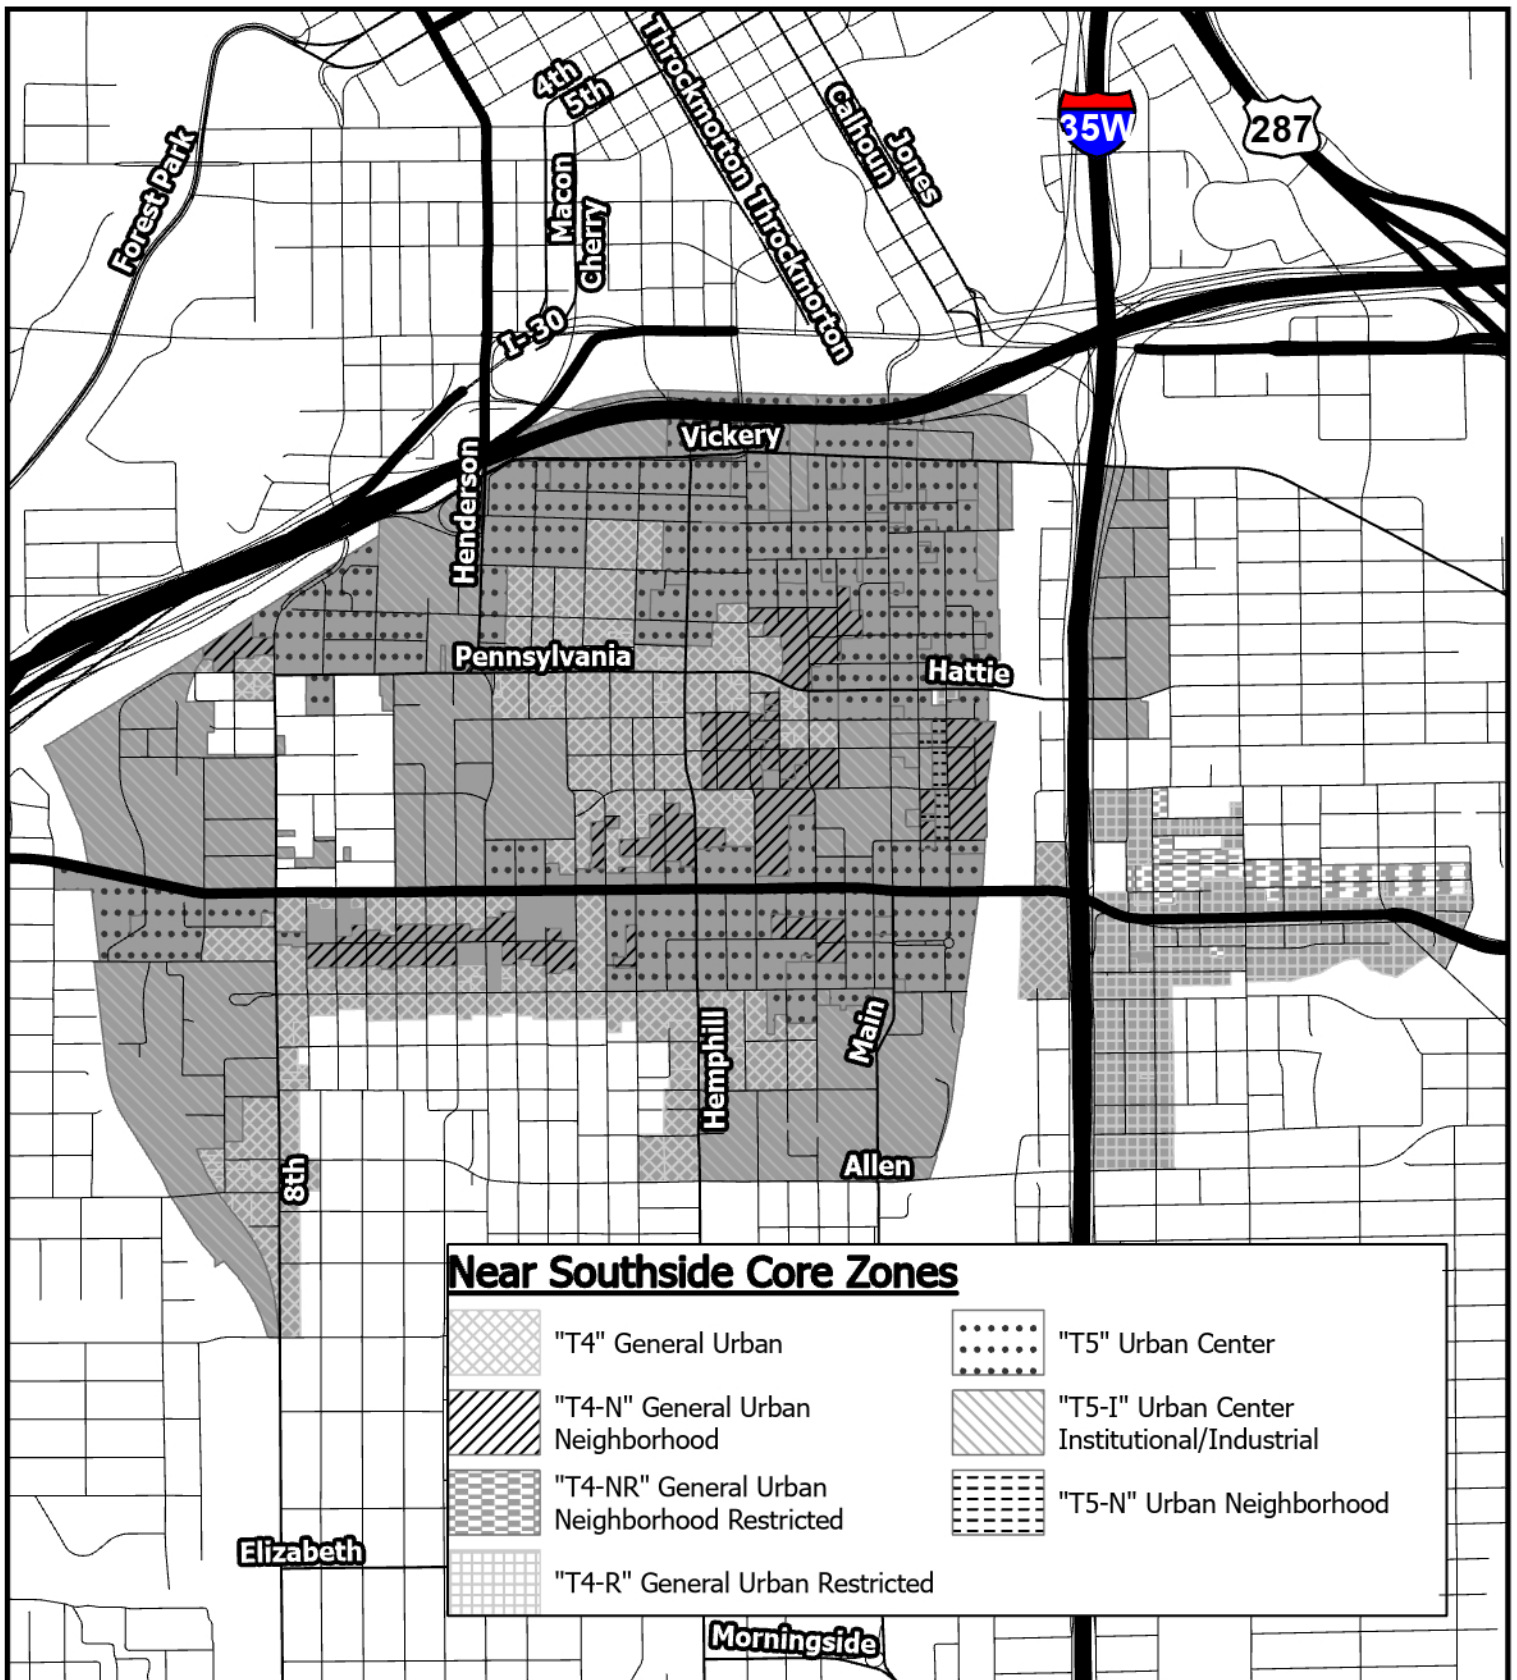 4th
5th
Throckmorton
Throckmorton
Calhoun
Jones
35W
287
Forest Park
Macon
Cherry
I-30
Vickery
Henderson
Pennsylvania
Hattie
Hemphill
Main
Allen
8th
Near Southside Core Zones
"T4" General Urban
"T4-N" General Urban
Neighborhood
"T4-NR" General Urban
Neighborhood Restricted
"T4-R" General Urban Restricted
"T5" Urban Center
"T5-I" Urban Center
Institutional/Industrial
"T5-N" Urban Neighborhood
Elizabeth
Morningside